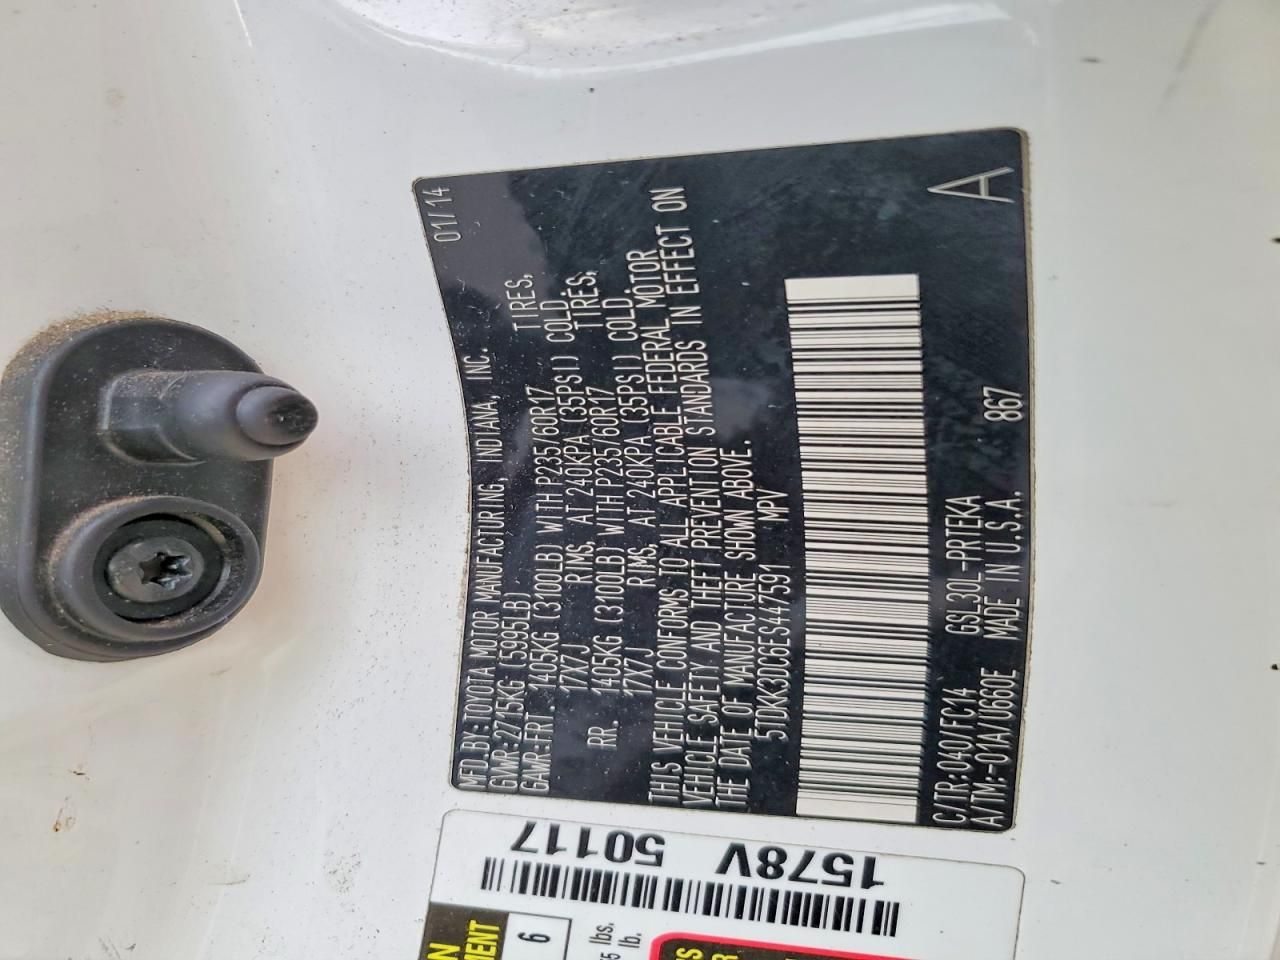 MFD.BY:TOYOTA MOTOR MANUFACTURING, INDIANA, INC. 01/14
GVWR:2715KG (5995LB)
GAWR:FRT. 1405KG (3100LB) WITH P235/60R17 TIRES,
17X7J RIMS, AT 240KPA (35PSI) COLD.
RR. 1405KG (3100LB) WITH P235/60R17 TIRES,
17X7J RIMS, AT 240KPA (35PSI) COLD.
THIS VEHICLE CONFORMS TO ALL APPLICABLE FEDERAL MOTOR
VEHICLE SAFETY AND THEFT PREVENTION STANDARDS IN EFFECT ON
THE DATE OF MANUFACTURE SHOWN ABOVE.
5TDKK3DC6ES447591 MPV
C/TR:040/FC14 GSL30L-PRTEKA 867 A
A/TM:-01A/U660E MADE IN U.S.A.
1578V
50117
6
lbs.
lb.